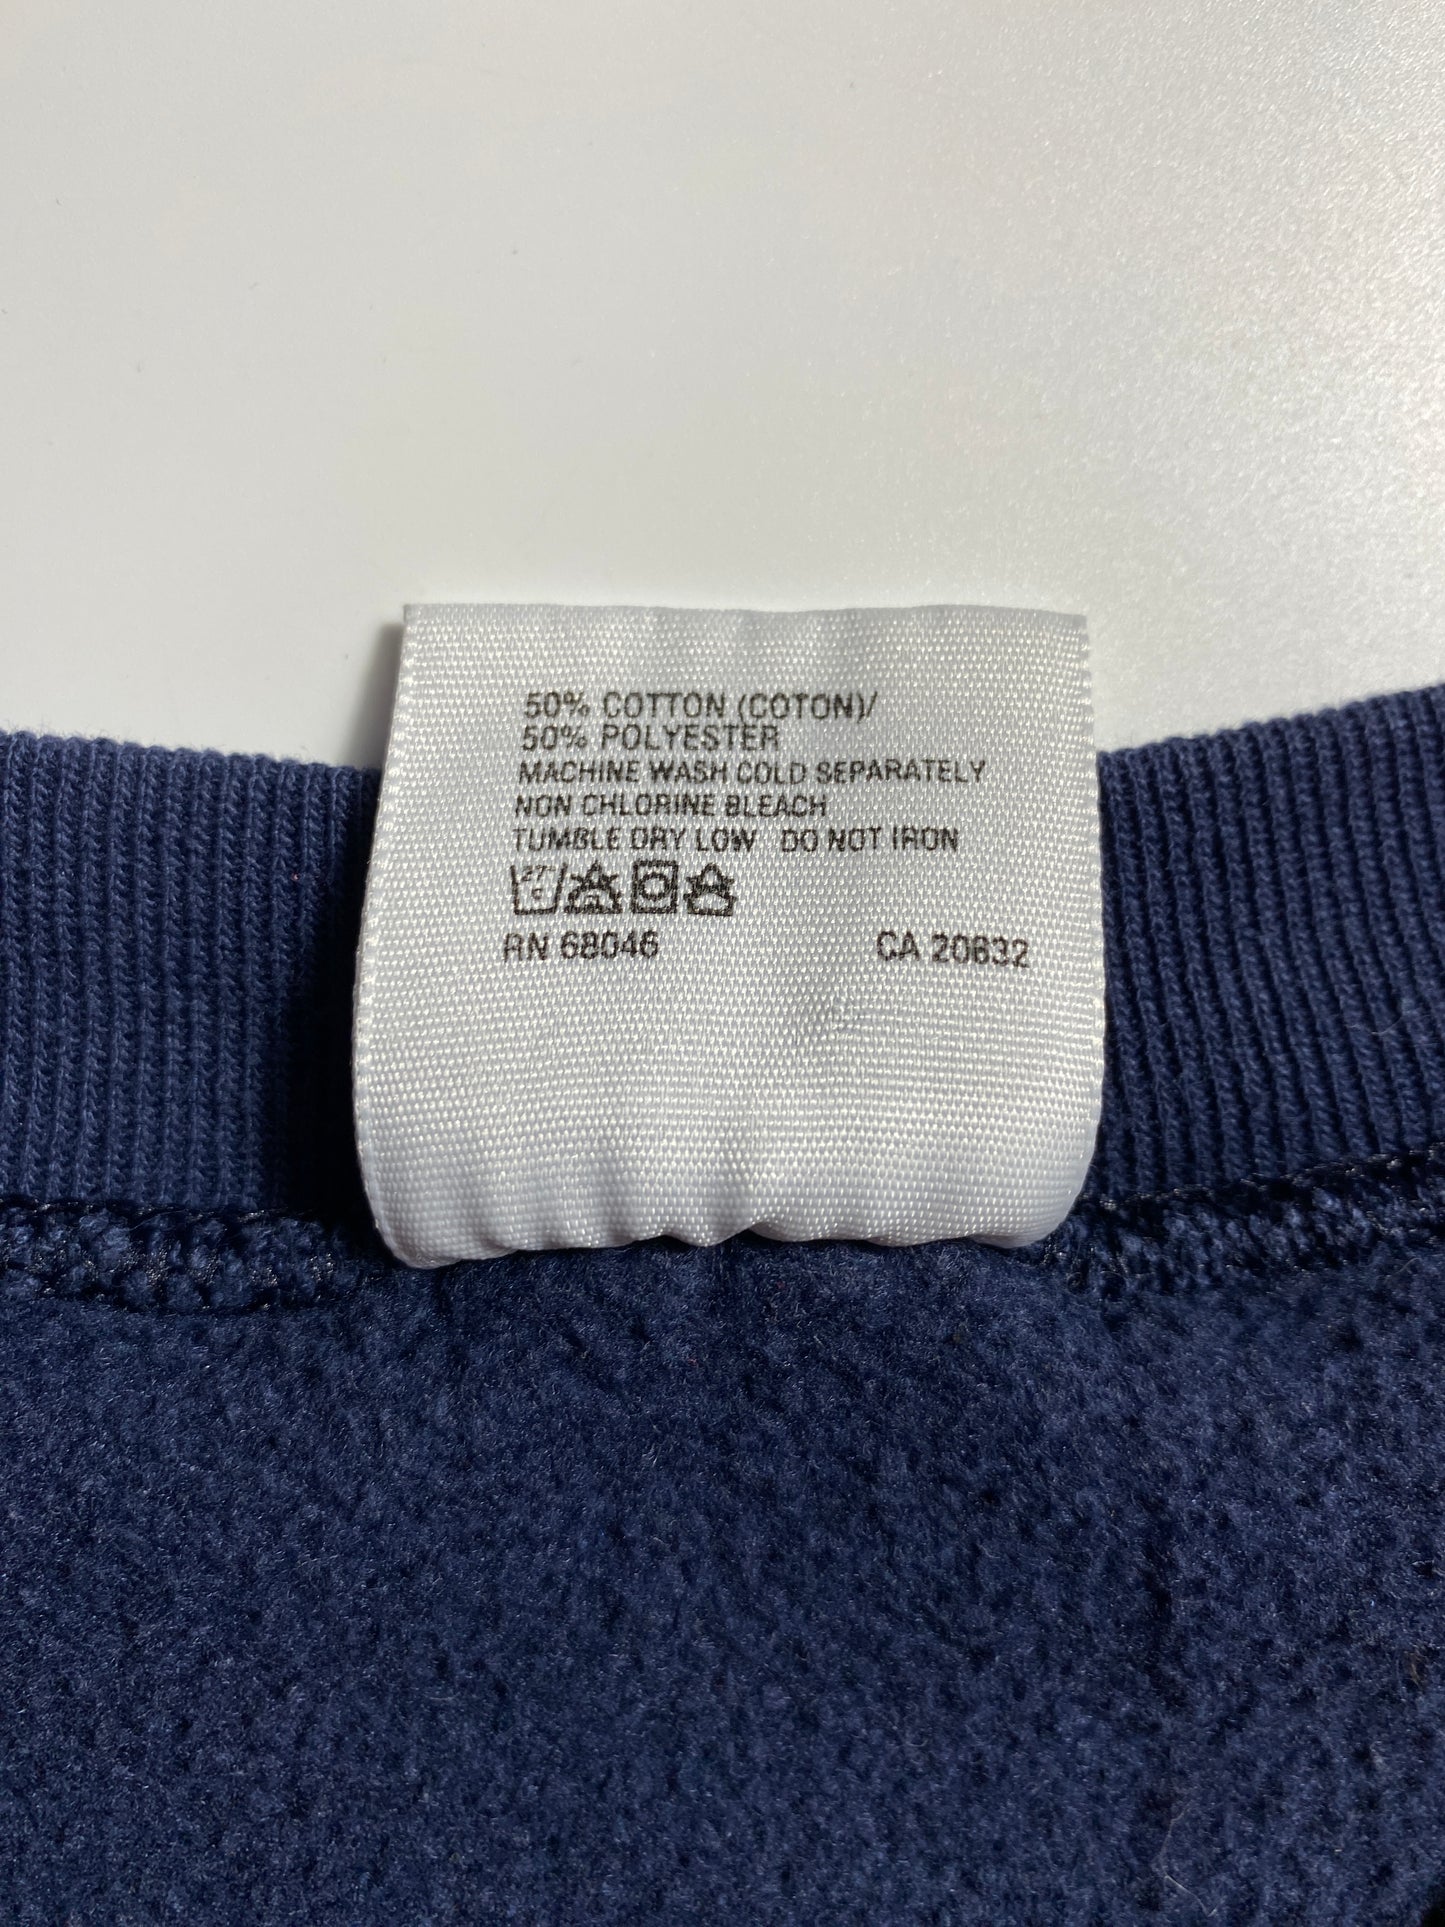 50% COTTON (COTON)/
50% POLYESTER
MACHINE WASH COLD SEPARATELY
NON CHLORINE BLEACH
TUMBLE DRY LOW DO NOT IRON
27°
C
RN 68046 CA 20632